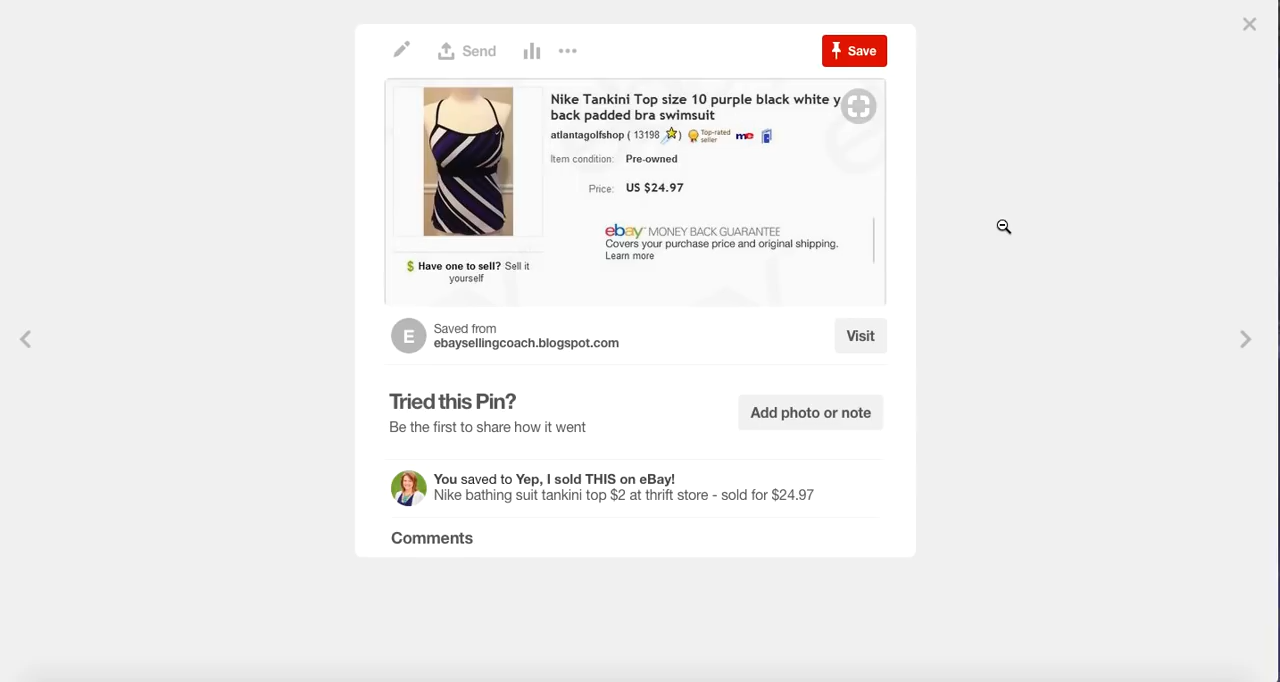 Send
Save
Nike Tankini Top size 10 purple black white y
back padded bra swimsuit
atlantagolfshop ( 13198 )
Top-rated
seller
me
Item condition: Pre-owned
Price: US $24.97
ebay MONEY BACK GUARANTEE
Covers your purchase price and original shipping.
Learn more
$ Have one to sell? Sell it
yourself
E
Saved from
ebaysellingcoach.blogspot.com
Visit
Tried this Pin?
Be the first to share how it went
Add photo or note
You saved to Yep, I sold THIS on eBay!
Nike bathing suit tankini top $2 at thrift store - sold for $24.97
Comments